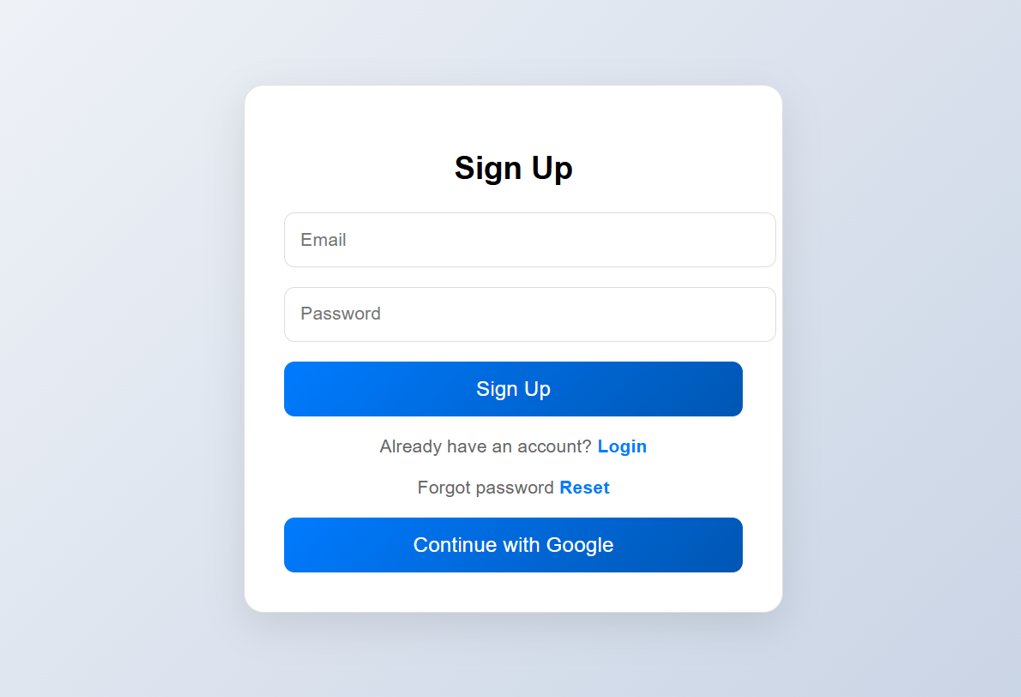 Sign Up
Email
Password
Sign Up
Already have an account? Login
Forgot password Reset
Continue with Google